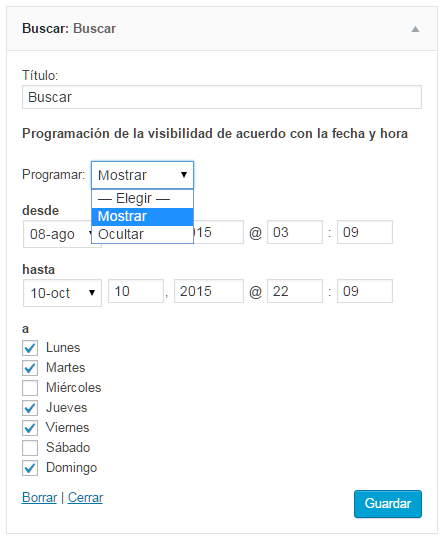 Buscar: Buscar
Título:
Buscar
Programación de la visibilidad de acuerdo con la fecha y hora
Programar: Mostrar
— Elegir —
Mostrar
Ocultar
desde
08-ago 015 @ 03 : 09
hasta
10-oct 10 , 2015 @ 22 : 09
a
Lunes
Martes
Miércoles
Jueves
Viernes
Sábado
Domingo
Borrar | Cerrar
Guardar